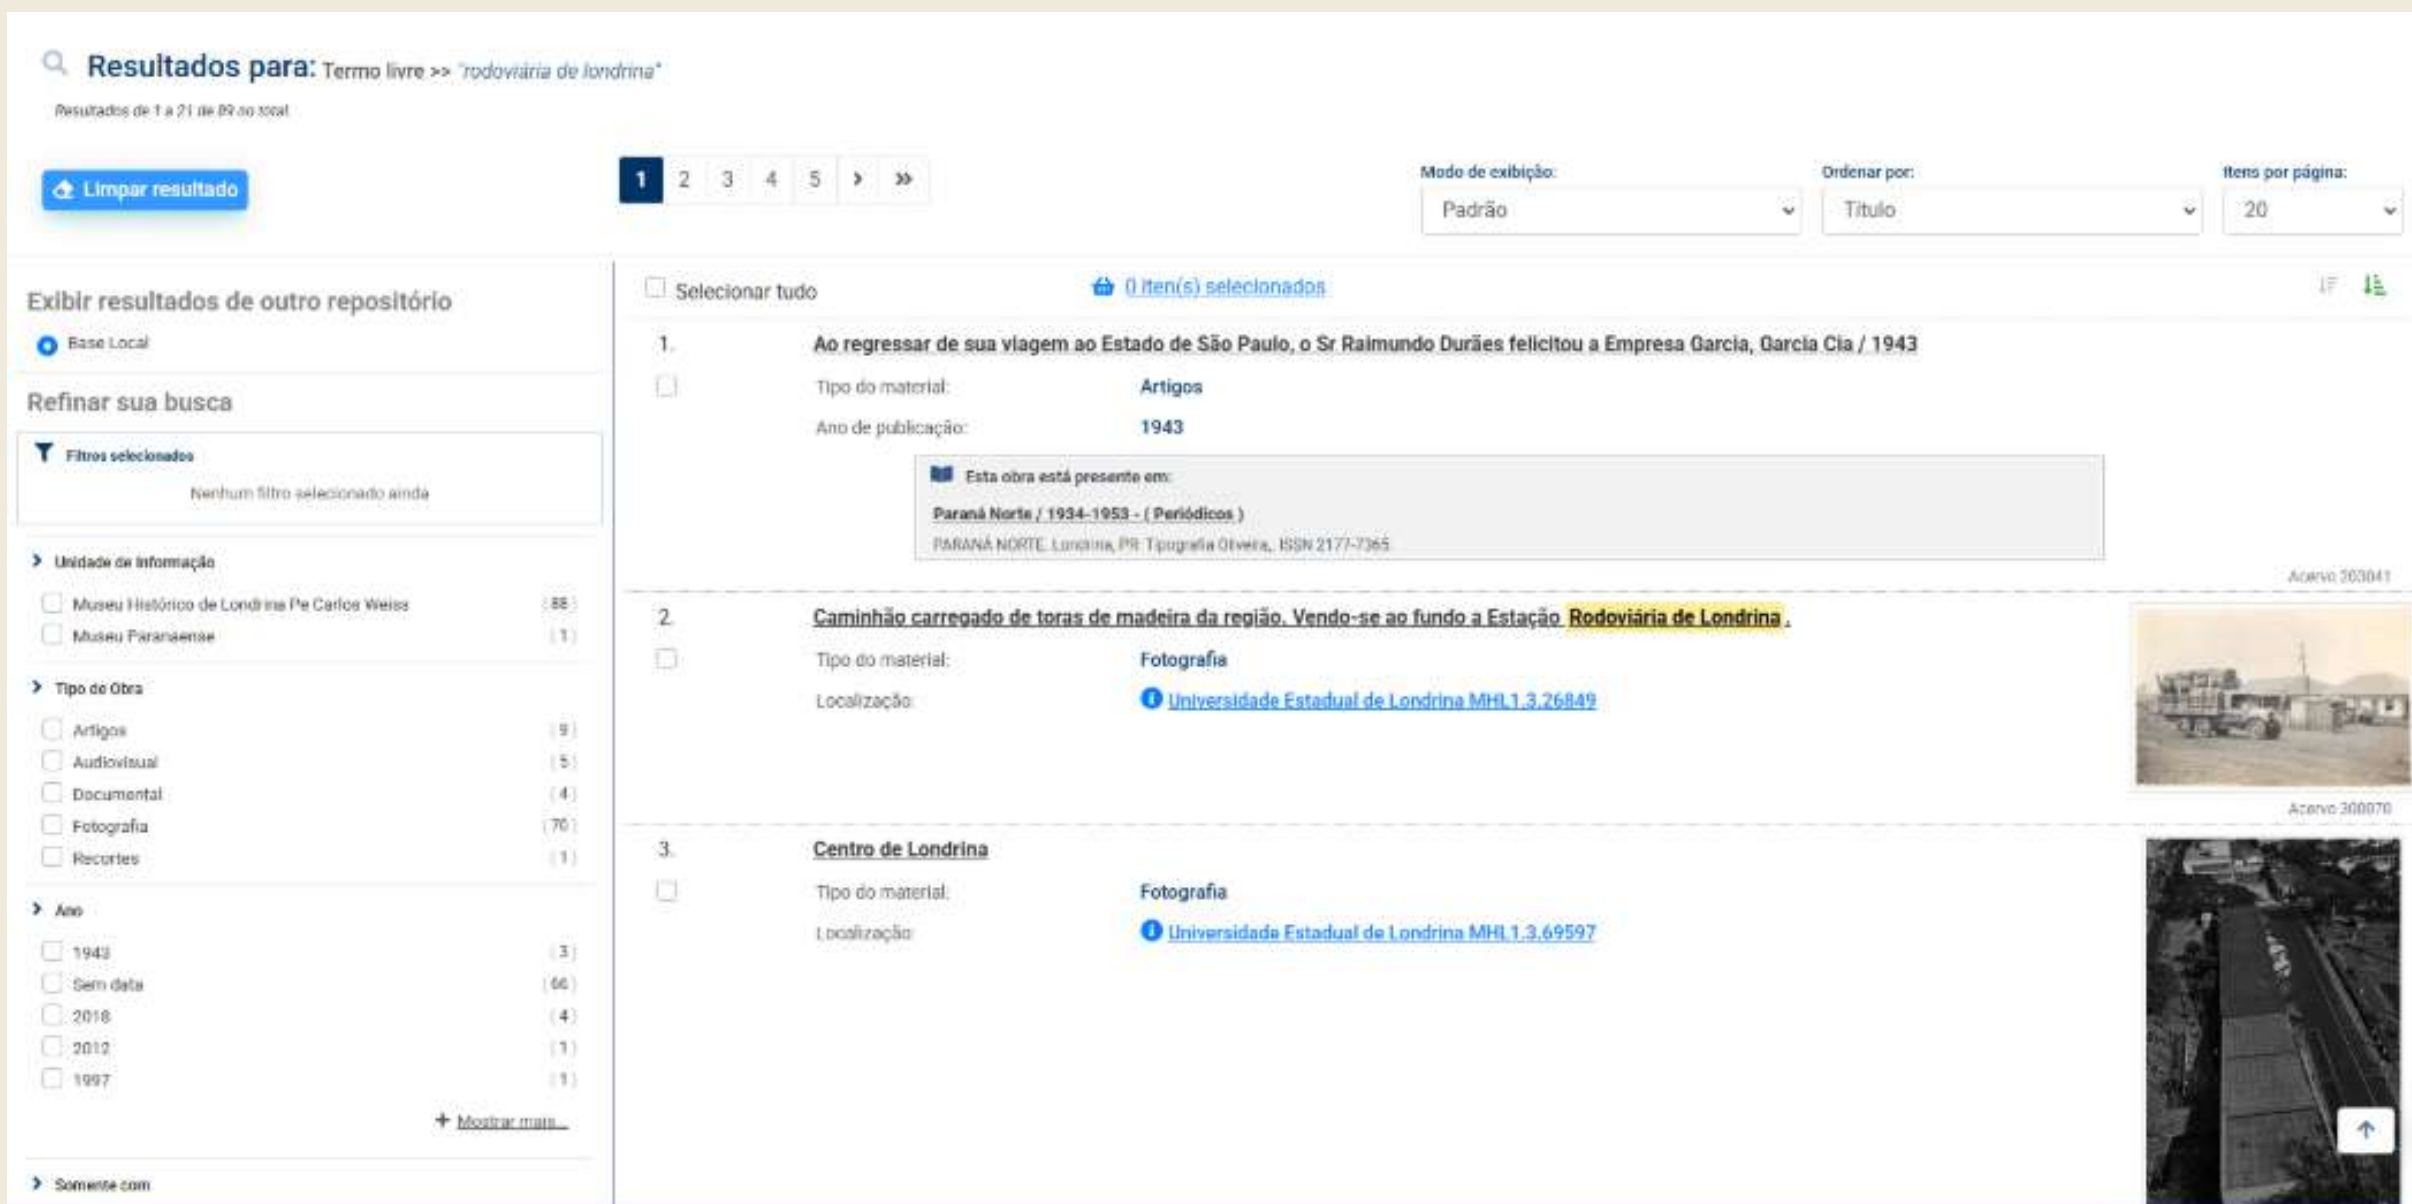 Resultados para: Termo livre >> "rodoviária de londrina"
Resultados de 1 a 21 de 89 no total
Limpar resultado
1 2 3 4 5 › »
Modo de exibição: Ordenar por: Itens por página:
Padrão Título 20
Exibir resultados de outro repositório
Base Local
Refinar sua busca
Filtros selecionados
Nenhum filtro selecionado ainda
Unidade de Informação
Museu Histórico de Londrina Pe Carlos Weiss (88)
Museu Paranaense (1)
Tipo de Obra
Artigos (9)
Audiovisual (5)
Documental (4)
Fotografia (70)
Recortes (1)
Ano
1943 (3)
Sem data (66)
2018 (4)
2012 (1)
1997 (1)
+ Mostrar mais...
Somente com
Selecionar tudo 0 iten(s) selecionados
1. Ao regressar de sua viagem ao Estado de São Paulo, o Sr Raimundo Durães felicitou a Empresa Garcia, Garcia Cia / 1943
Tipo do material: Artigos
Ano de publicação: 1943
Esta obra está presente em:
Paraná Norte / 1934-1953 - ( Periódicos )
PARANÁ NORTE. Londrina, PR: Tipografia Oliveira,. ISSN 2177-7365.
Acervo 203041
2. Caminhão carregado de toras de madeira da região. Vendo-se ao fundo a Estação Rodoviária de Londrina .
Tipo do material: Fotografia
Localização: Universidade Estadual de Londrina MHL1.3.26849
Acervo 300070
3. Centro de Londrina
Tipo do material: Fotografia
Localização: Universidade Estadual de Londrina MHL1.3.69597